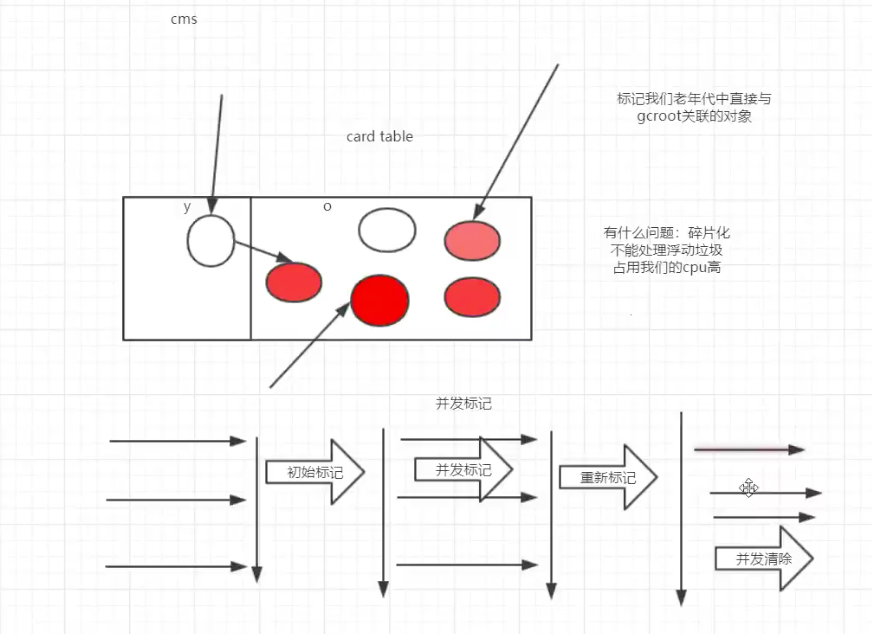 cms
标记我们老年代中直接与
gcroot关联的对象
card table
y
o
有什么问题：碎片化
不能处理浮动垃圾
占用我们的cpu高
并发标记
初始标记
并发标记
重新标记
并发清除